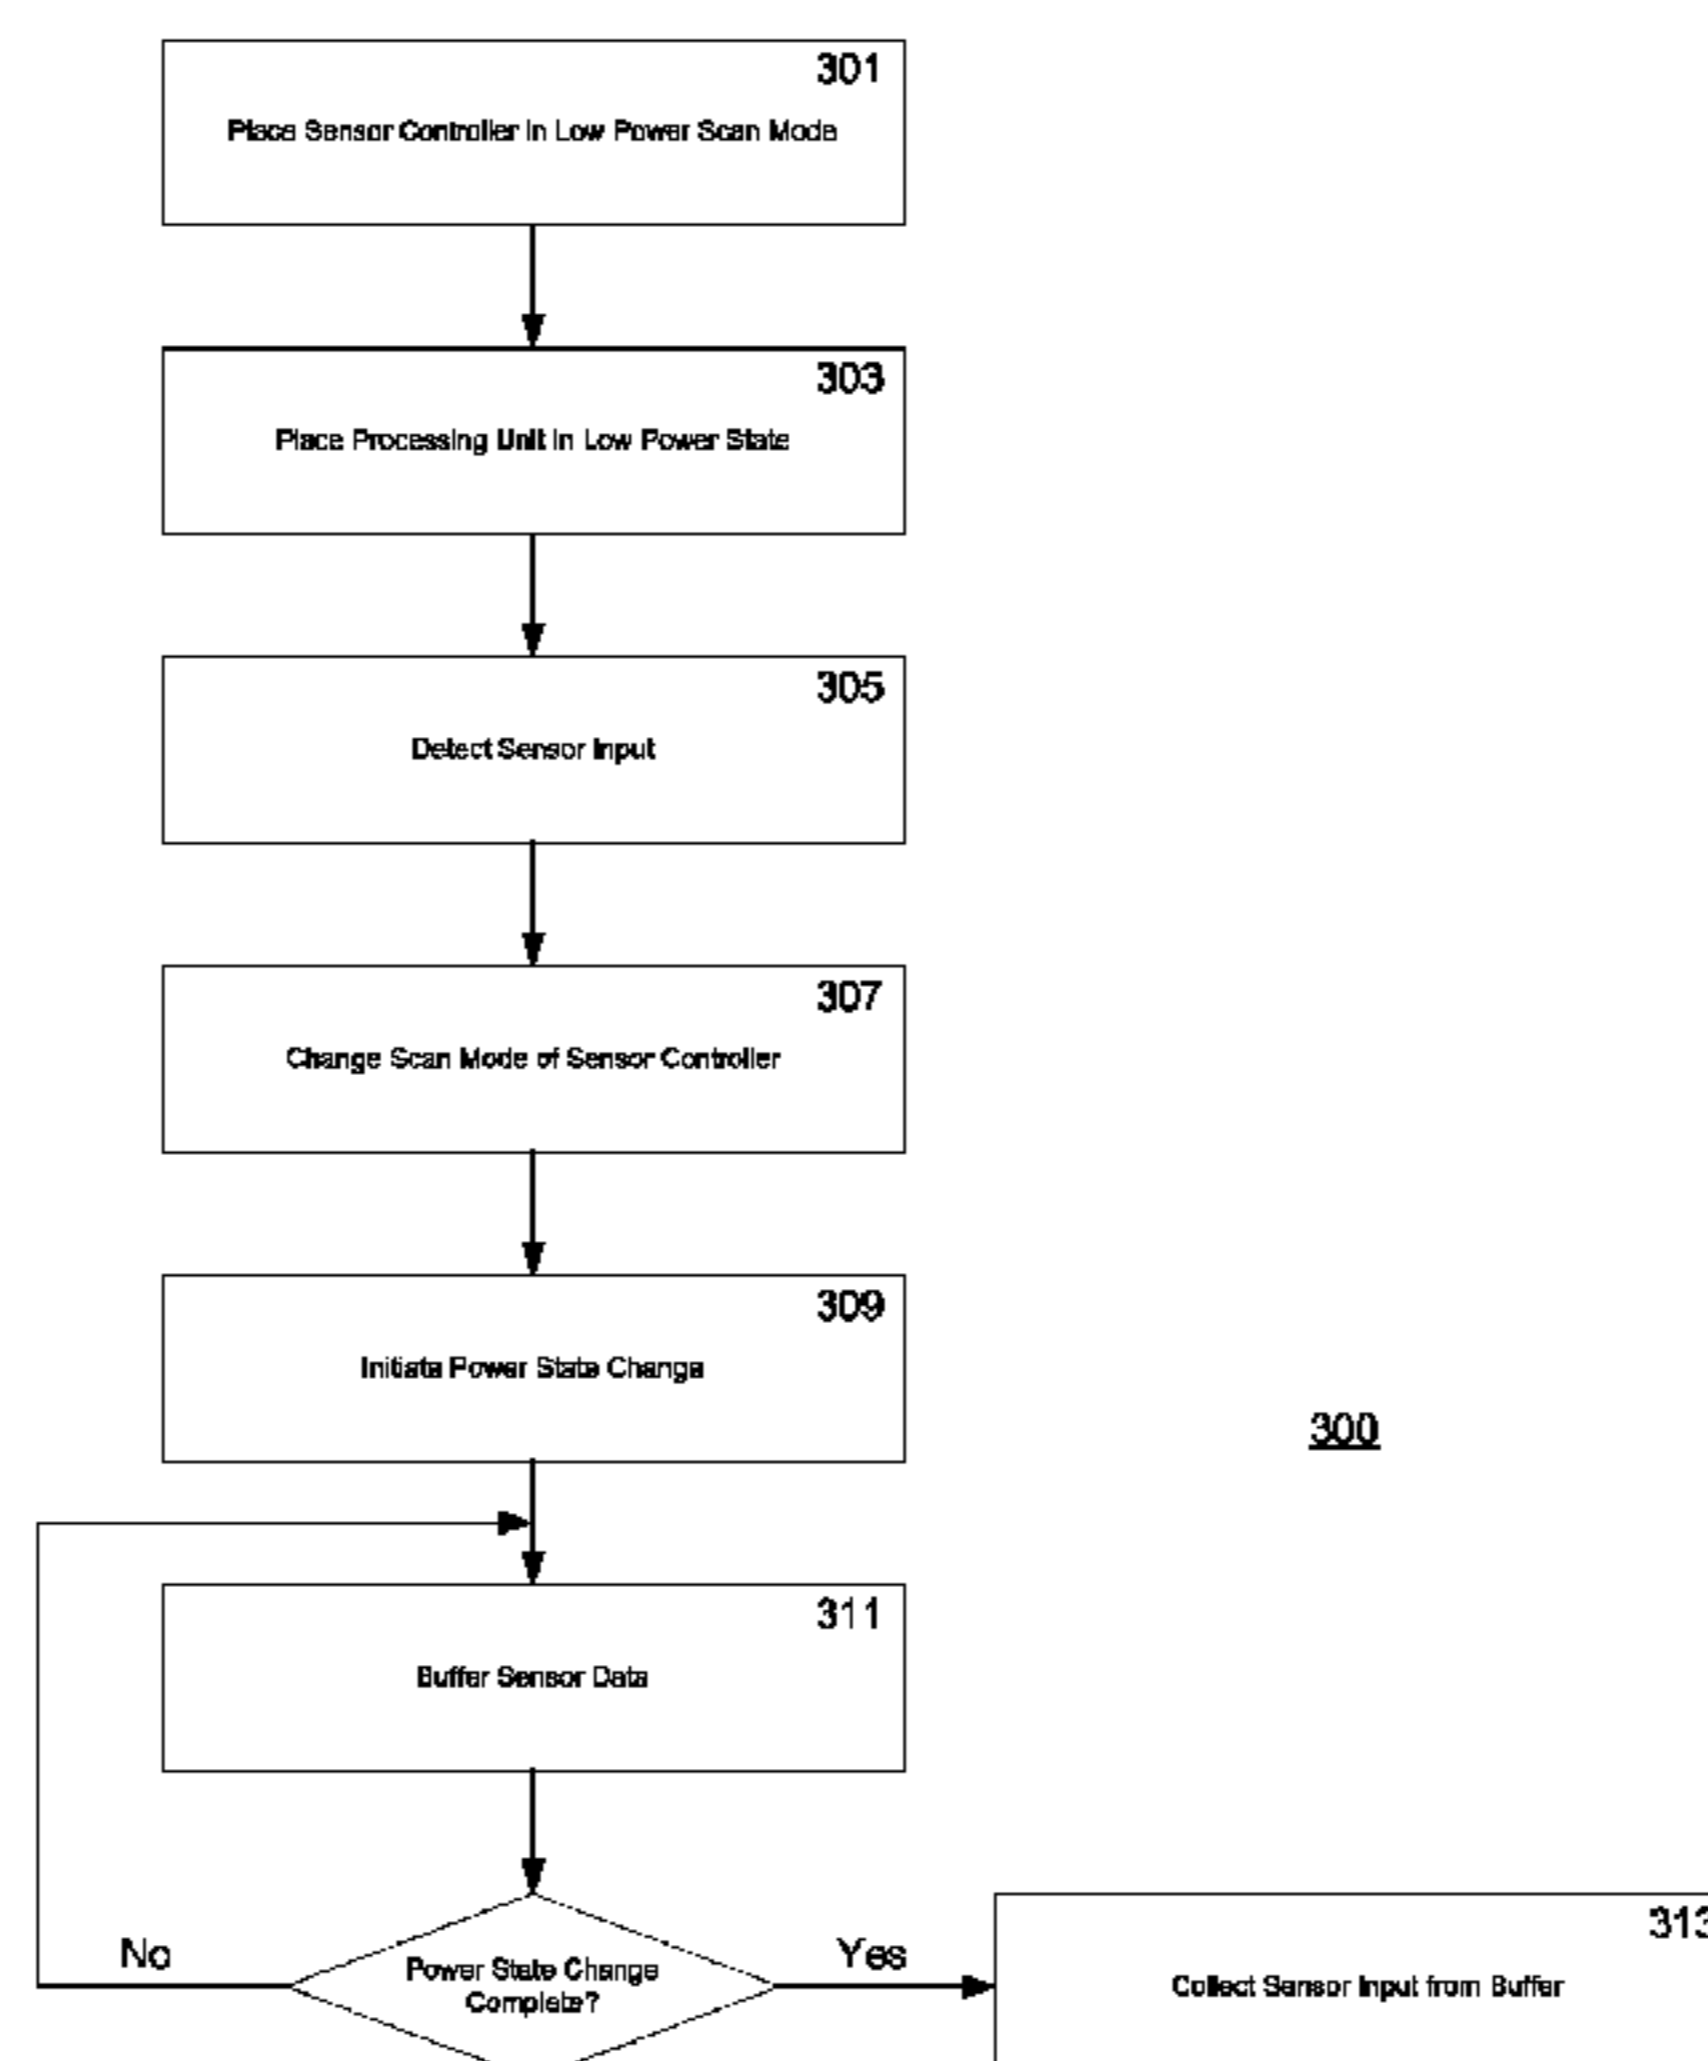 301
Place Sensor Controller in Low Power Scan Mode
303
Place Processing Unit in Low Power State
305
Detect Sensor Input
307
Change Scan Mode of Sensor Controller
309
Initiate Power State Change
300
311
Buffer Sensor Data
No
Power State Change
Complete?
Yes
313
Collect Sensor Input from Buffer